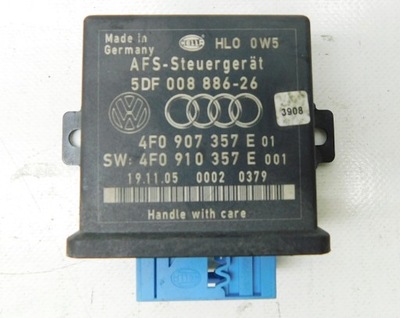 Made in
Germany
HELLA
HLO 0W5
AFS-Steuergerät
5DF 008 886-26
3908
4F0 907 357 E 01
SW: 4F0 910 357 E 001
19.11.05 0002 0379
Handle with care